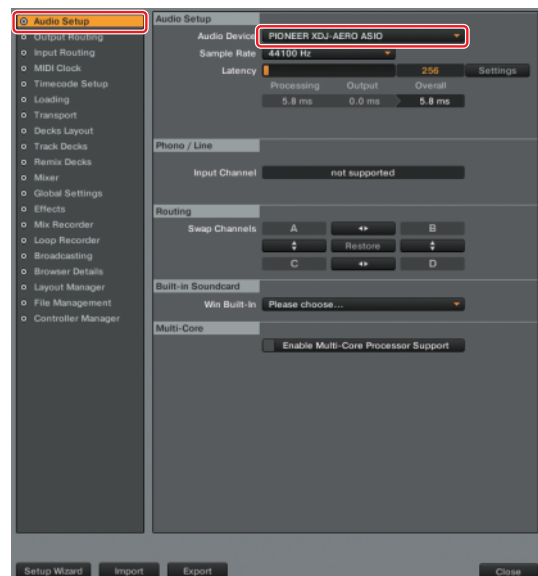 Audio Setup
Output Routing
Input Routing
MIDI Clock
Timecode Setup
Loading
Transport
Decks Layout
Track Decks
Remix Decks
Mixer
Global Settings
Effects
Mix Recorder
Loop Recorder
Broadcasting
Browser Details
Layout Manager
File Management
Controller Manager
Audio Setup
Audio Device PIONEER XDJ-AERO ASIO
Sample Rate 44100 Hz
Latency 256 Settings
Processing Output Overall
5.8 ms 0.0 ms 5.8 ms
Phono / Line
Input Channel not supported
Routing
Swap Channels A B
Restore
C D
Built-in Soundcard
Win Built-In Please choose...
Multi-Core
Enable Multi-Core Processor Support
Setup Wizard Import Export Close